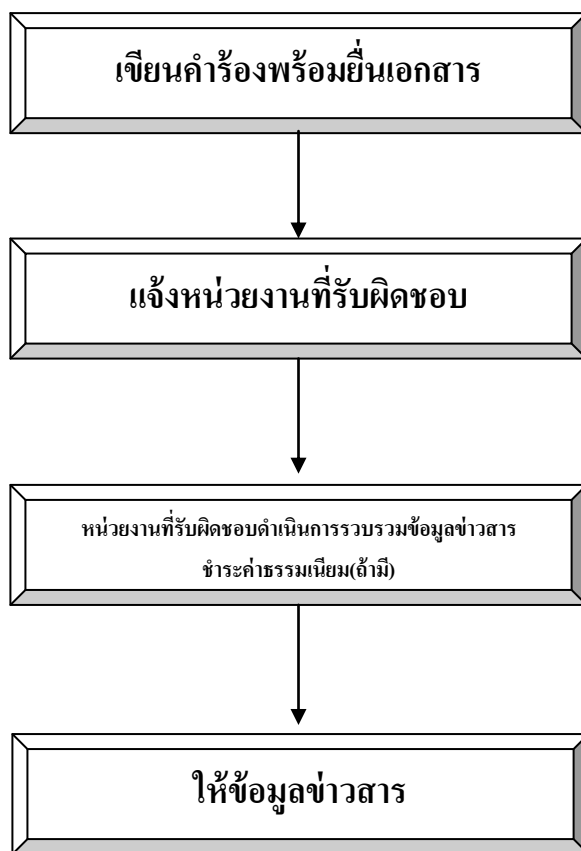 เขียนคำร้องพร้อมยื่นเอกสาร
แจ้งหน่วยงานที่รับผิดชอบ
หน่วยงานที่รับผิดชอบดำเนินการรวบรวมข้อมูลข่าวสาร
ชำระค่าธรรมเนียม(ถ้ามี)
ให้ข้อมูลข่าวสาร